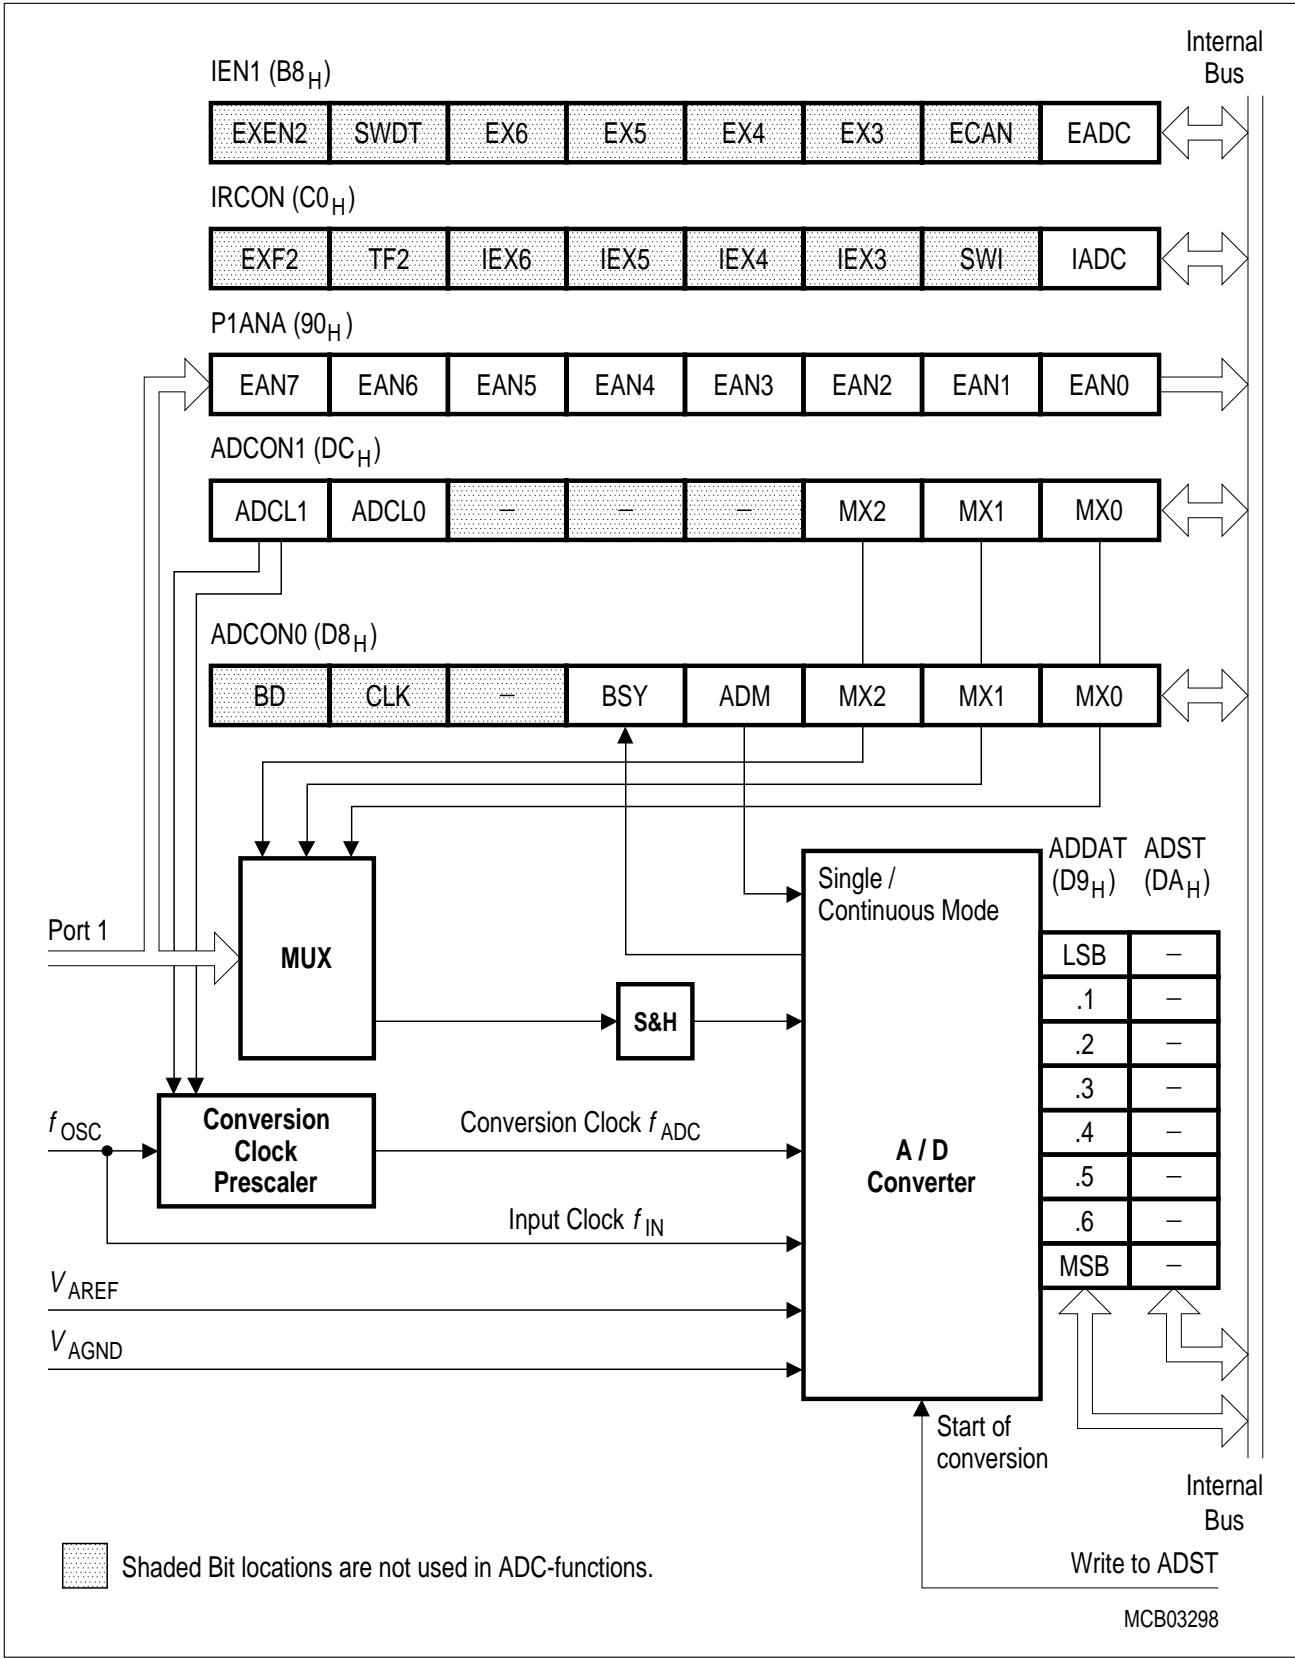 Internal
Bus
IEN1 (B8H)
EXEN2 SWDT EX6 EX5 EX4 EX3 ECAN EADC
IRCON (C0H)
EXF2 TF2 IEX6 IEX5 IEX4 IEX3 SWI IADC
P1ANA (90H)
EAN7 EAN6 EAN5 EAN4 EAN3 EAN2 EAN1 EAN0
ADCON1 (DCH)
ADCL1 ADCL0 – – – MX2 MX1 MX0
ADCON0 (D8H)
BD CLK – BSY ADM MX2 MX1 MX0
ADDAT ADST
(D9H) (DAH)
Single /
Continuous Mode
Port 1
MUX
S&H
LSB –
.1 –
.2 –
.3 –
.4 –
.5 –
.6 –
MSB –
fOSC
Conversion
Clock
Prescaler
Conversion Clock fADC
A / D
Converter
Input Clock fIN
VAREF
VAGND
Start of
conversion
Internal
Bus
Shaded Bit locations are not used in ADC-functions.
Write to ADST
MCB03298